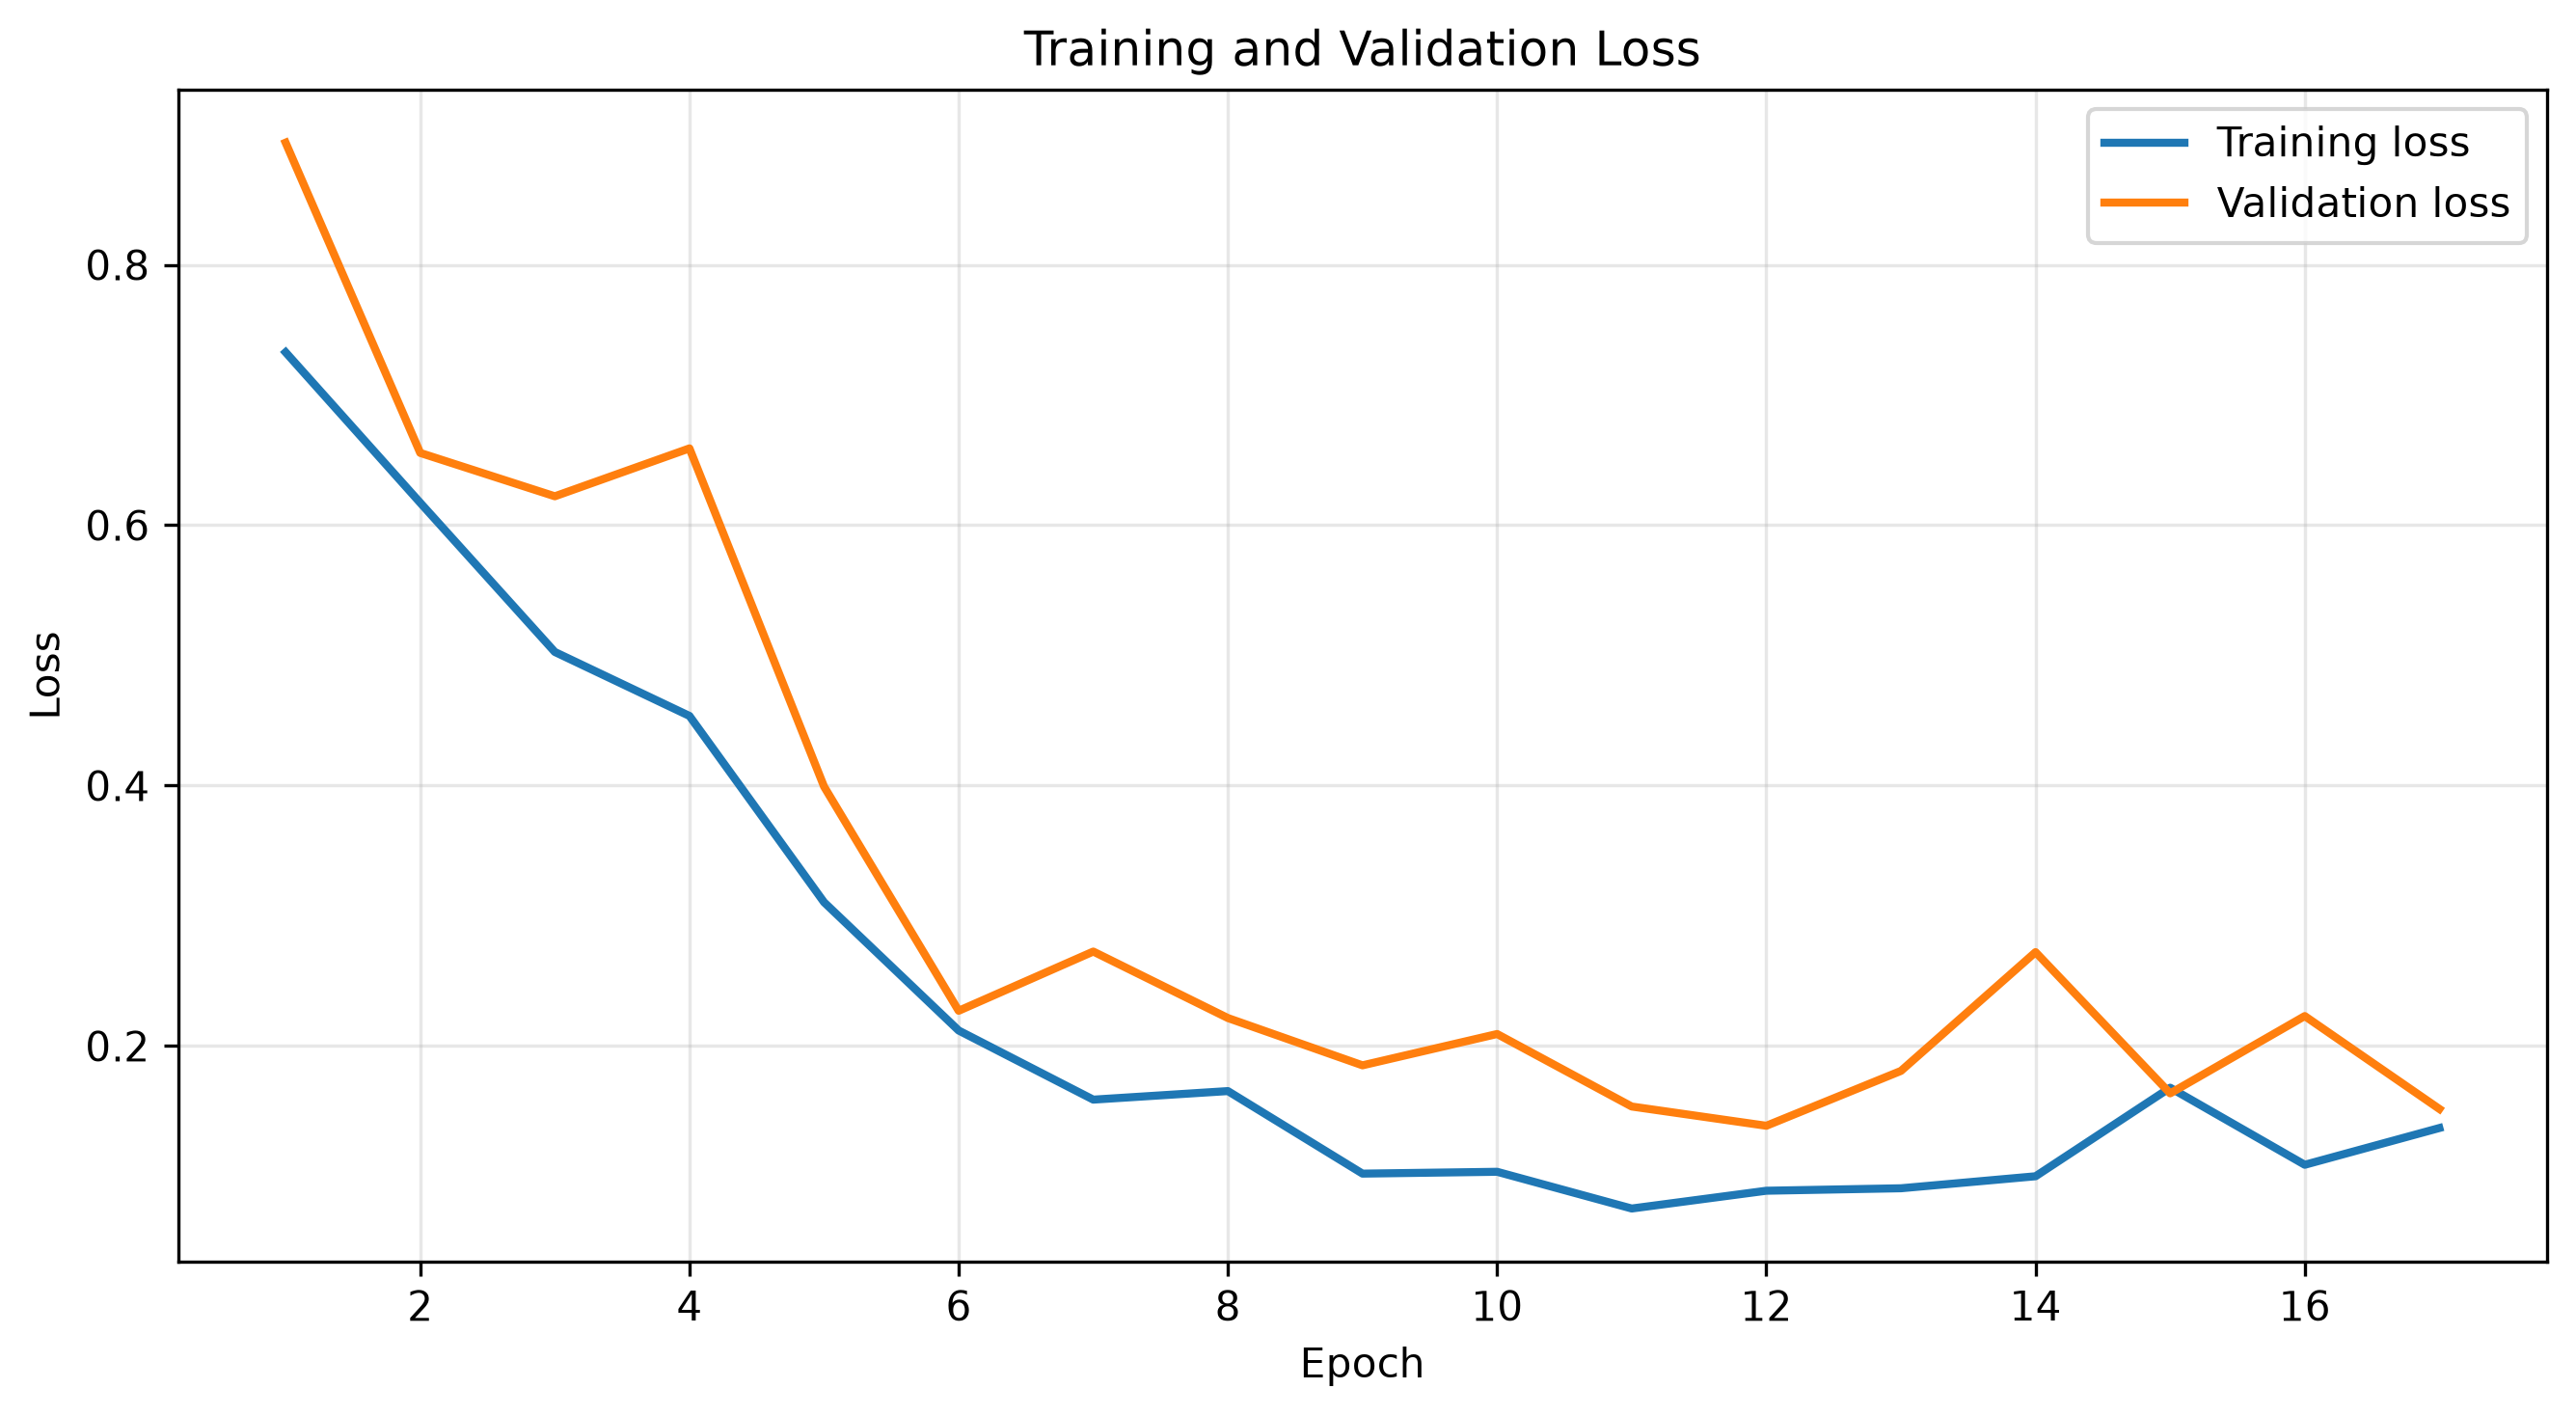 Training and Validation Loss
Training loss
Validation loss
0.8
0.6
0.4
0.2
Loss
2 4 6 8 10 12 14 16
Epoch